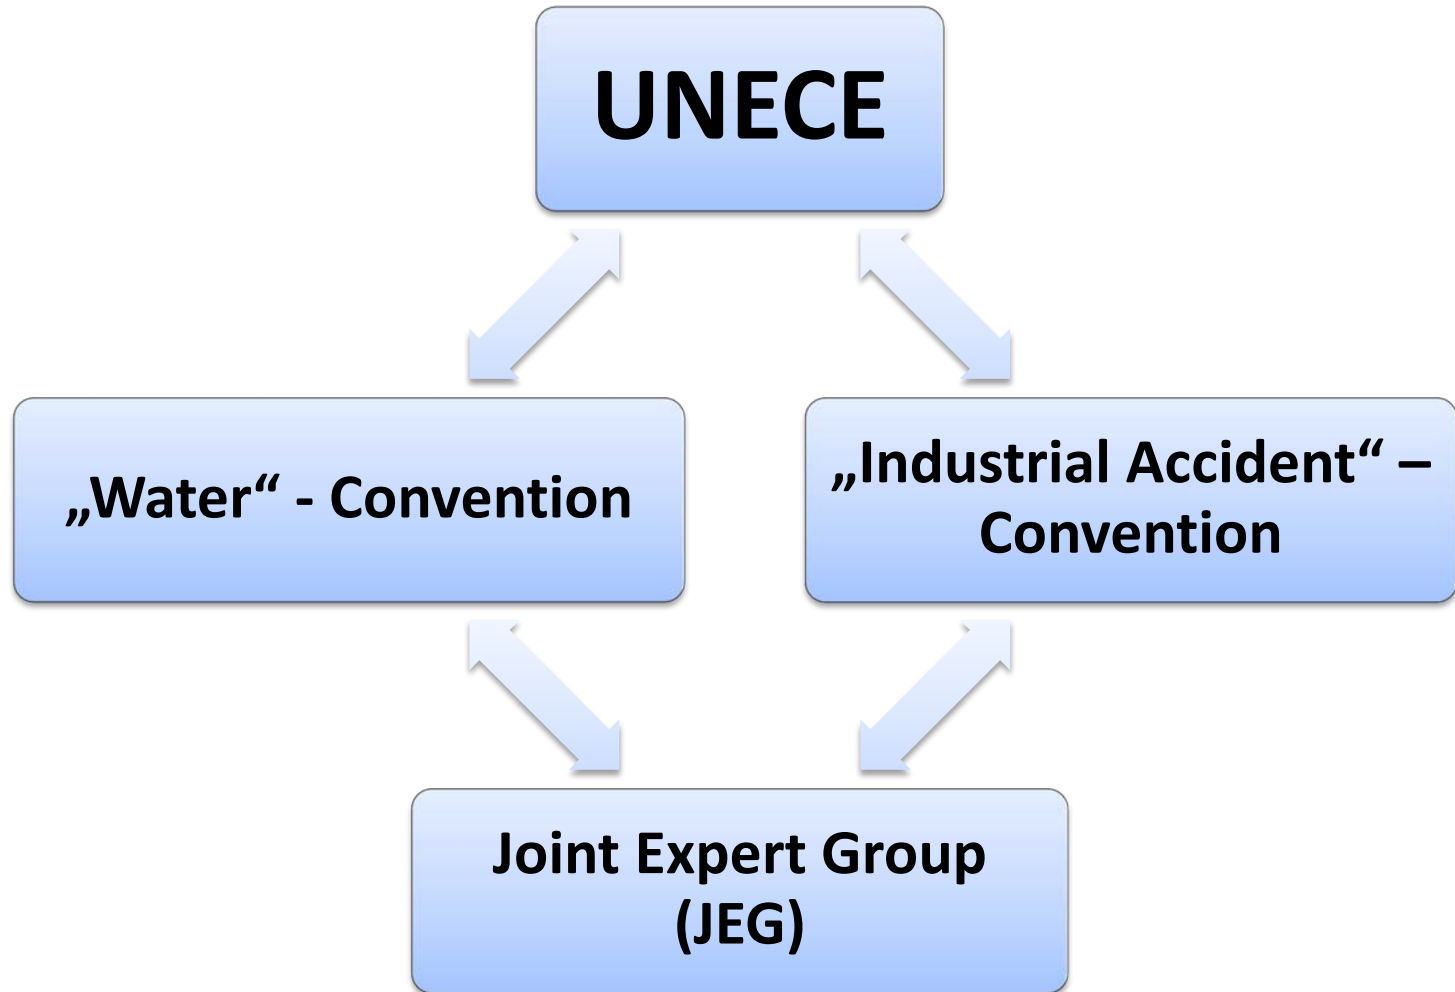 UNECE
„Water“ - Convention
„Industrial Accident“ –
Convention
Joint Expert Group
(JEG)